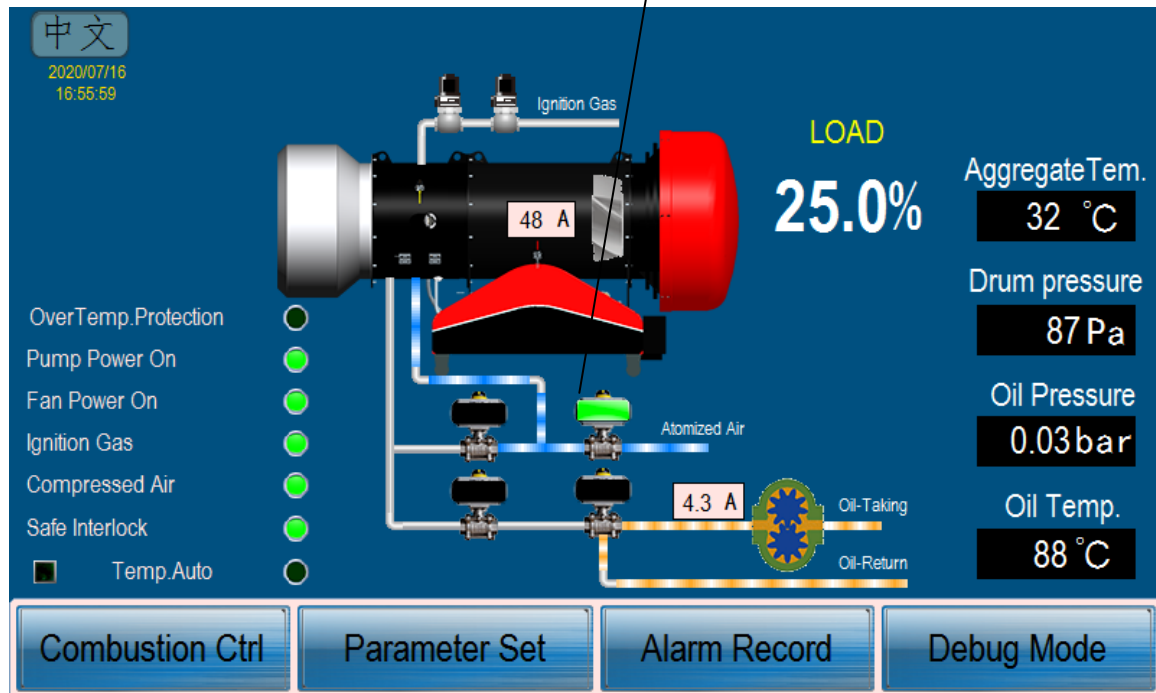 中文
2020/07/16
16:55:59
Ignition Gas
LOAD
25.0%
AggregateTem.
32 °C
48 A
Drum pressure
87 Pa
OverTemp.Protection
Pump Power On
Fan Power On
Ignition Gas
Compressed Air
Safe Interlock
Temp.Auto
Atomized Air
Oil Pressure
0.03bar
4.3 A
Oil-Taking
Oil-Return
Oil Temp.
88 °C
Combustion Ctrl
Parameter Set
Alarm Record
Debug Mode